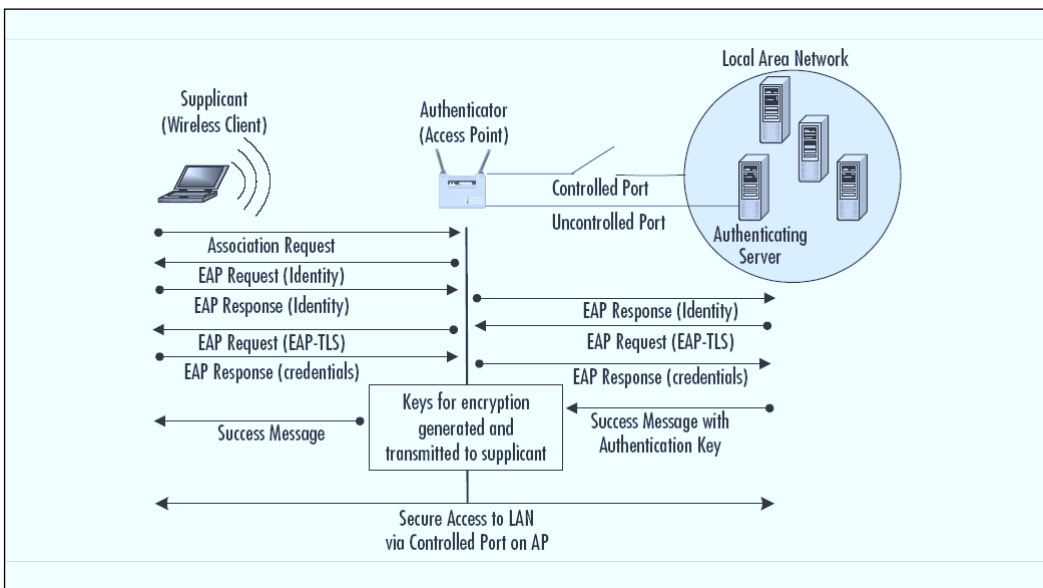 Local Area Network
Supplicant
(Wireless Client)
Authenticator
(Access Point)
Controlled Port
Uncontrolled Port
Authenticating
Server
Association Request
EAP Request (Identity)
EAP Response (Identity)
EAP Response (Identity)
EAP Request (EAP-TLS)
EAP Request (EAP-TLS)
EAP Response (credentials)
EAP Response (credentials)
Keys for encryption
generated and
transmitted to supplicant
Success Message
Success Message with
Authentication Key
Secure Access to LAN
via Controlled Port on AP